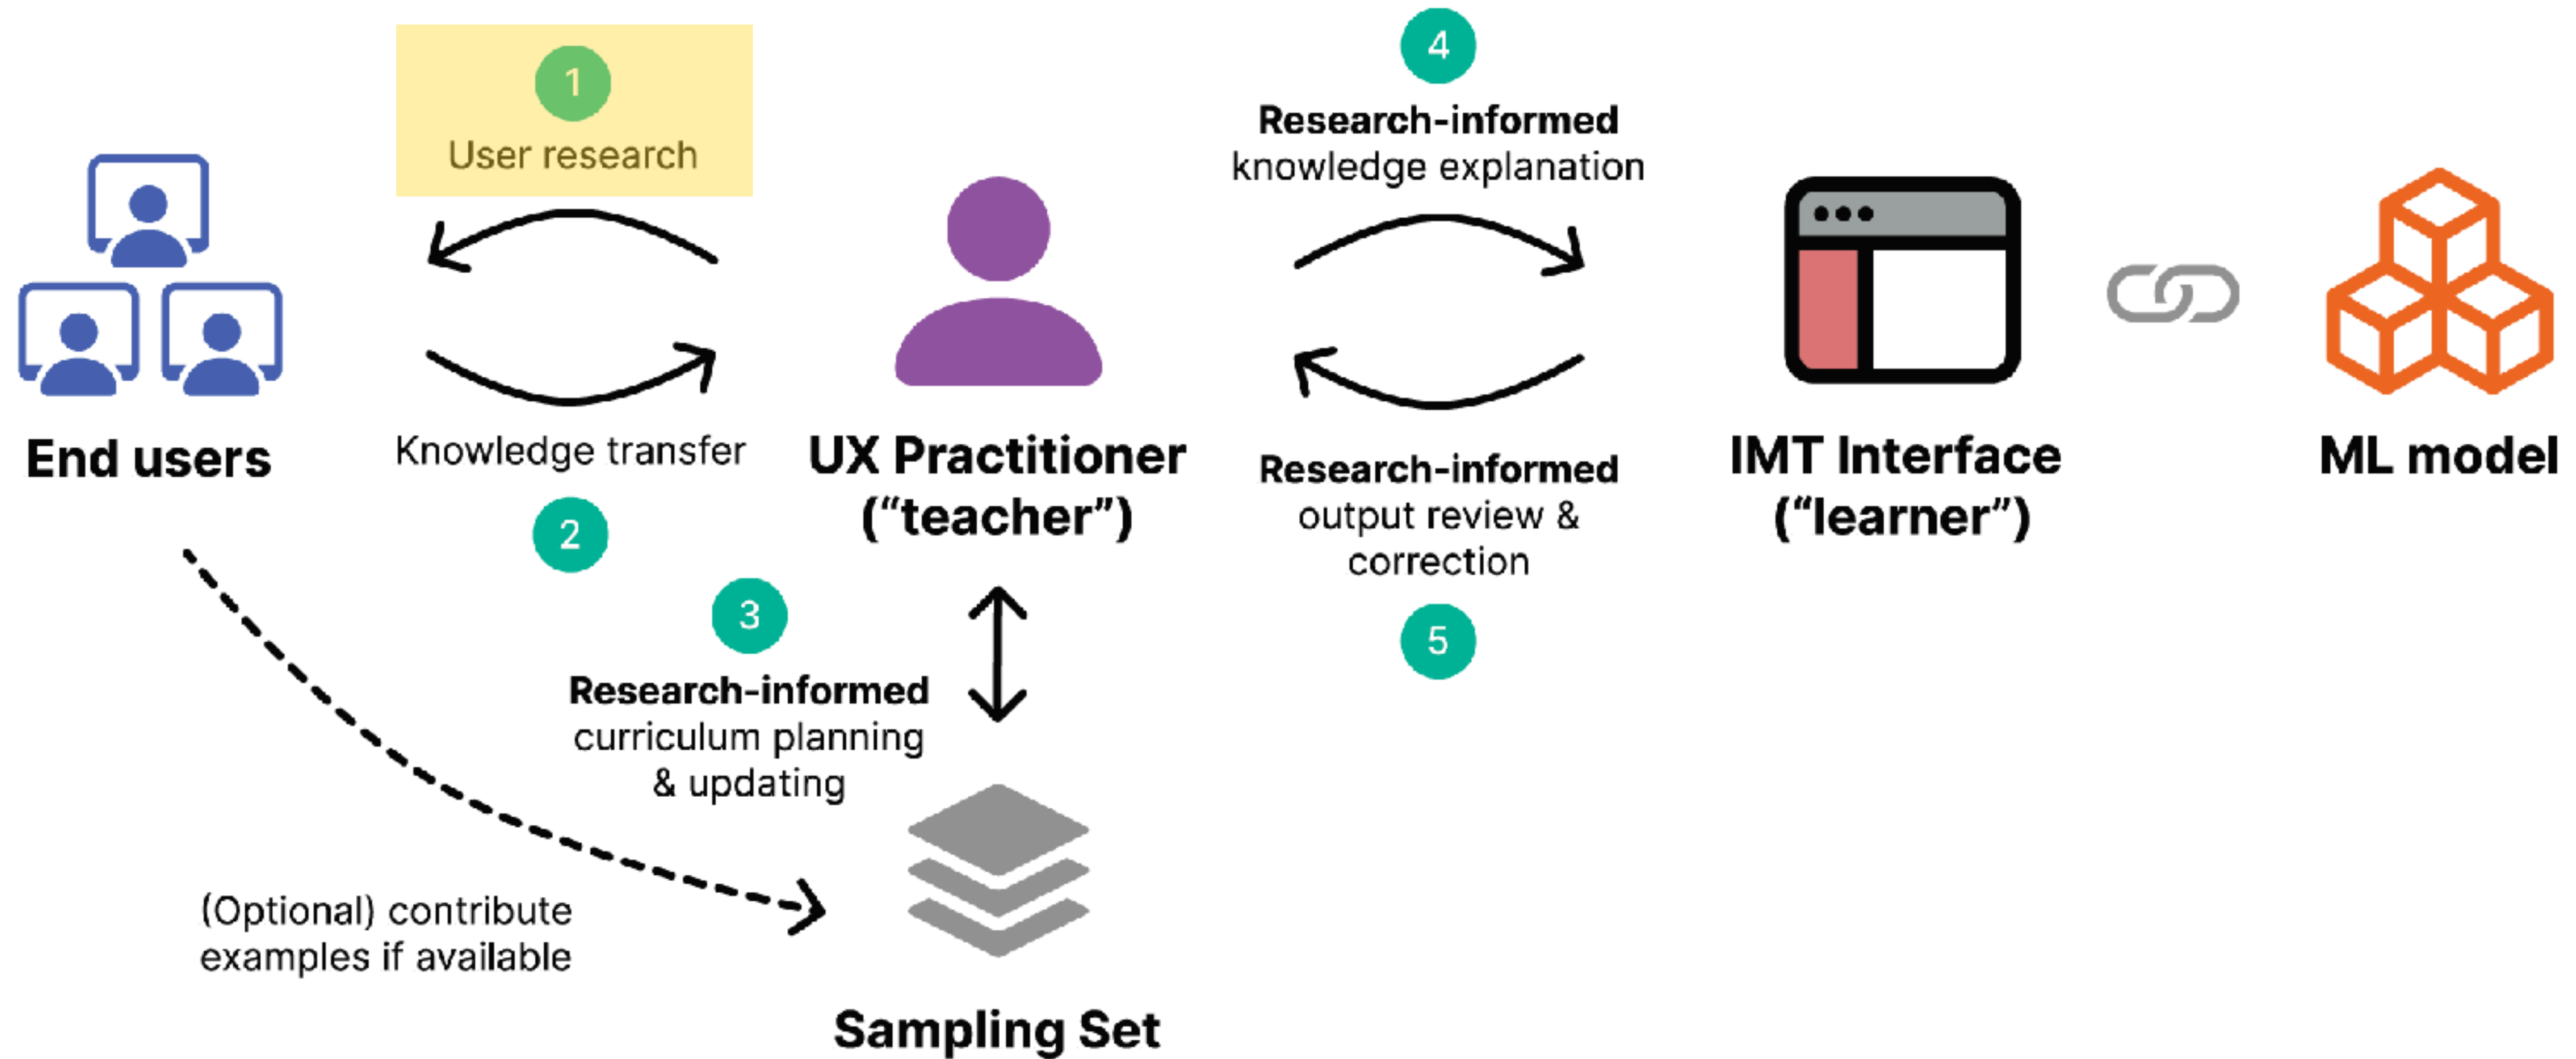 1
User research
4
Research-informed
knowledge explanation
End users
Knowledge transfer
2
UX Practitioner
(“teacher”)
Research-informed
output review &
correction
5
IMT Interface
(“learner”)
ML model
3
Research-informed
curriculum planning
& updating
(Optional) contribute
examples if available
Sampling Set